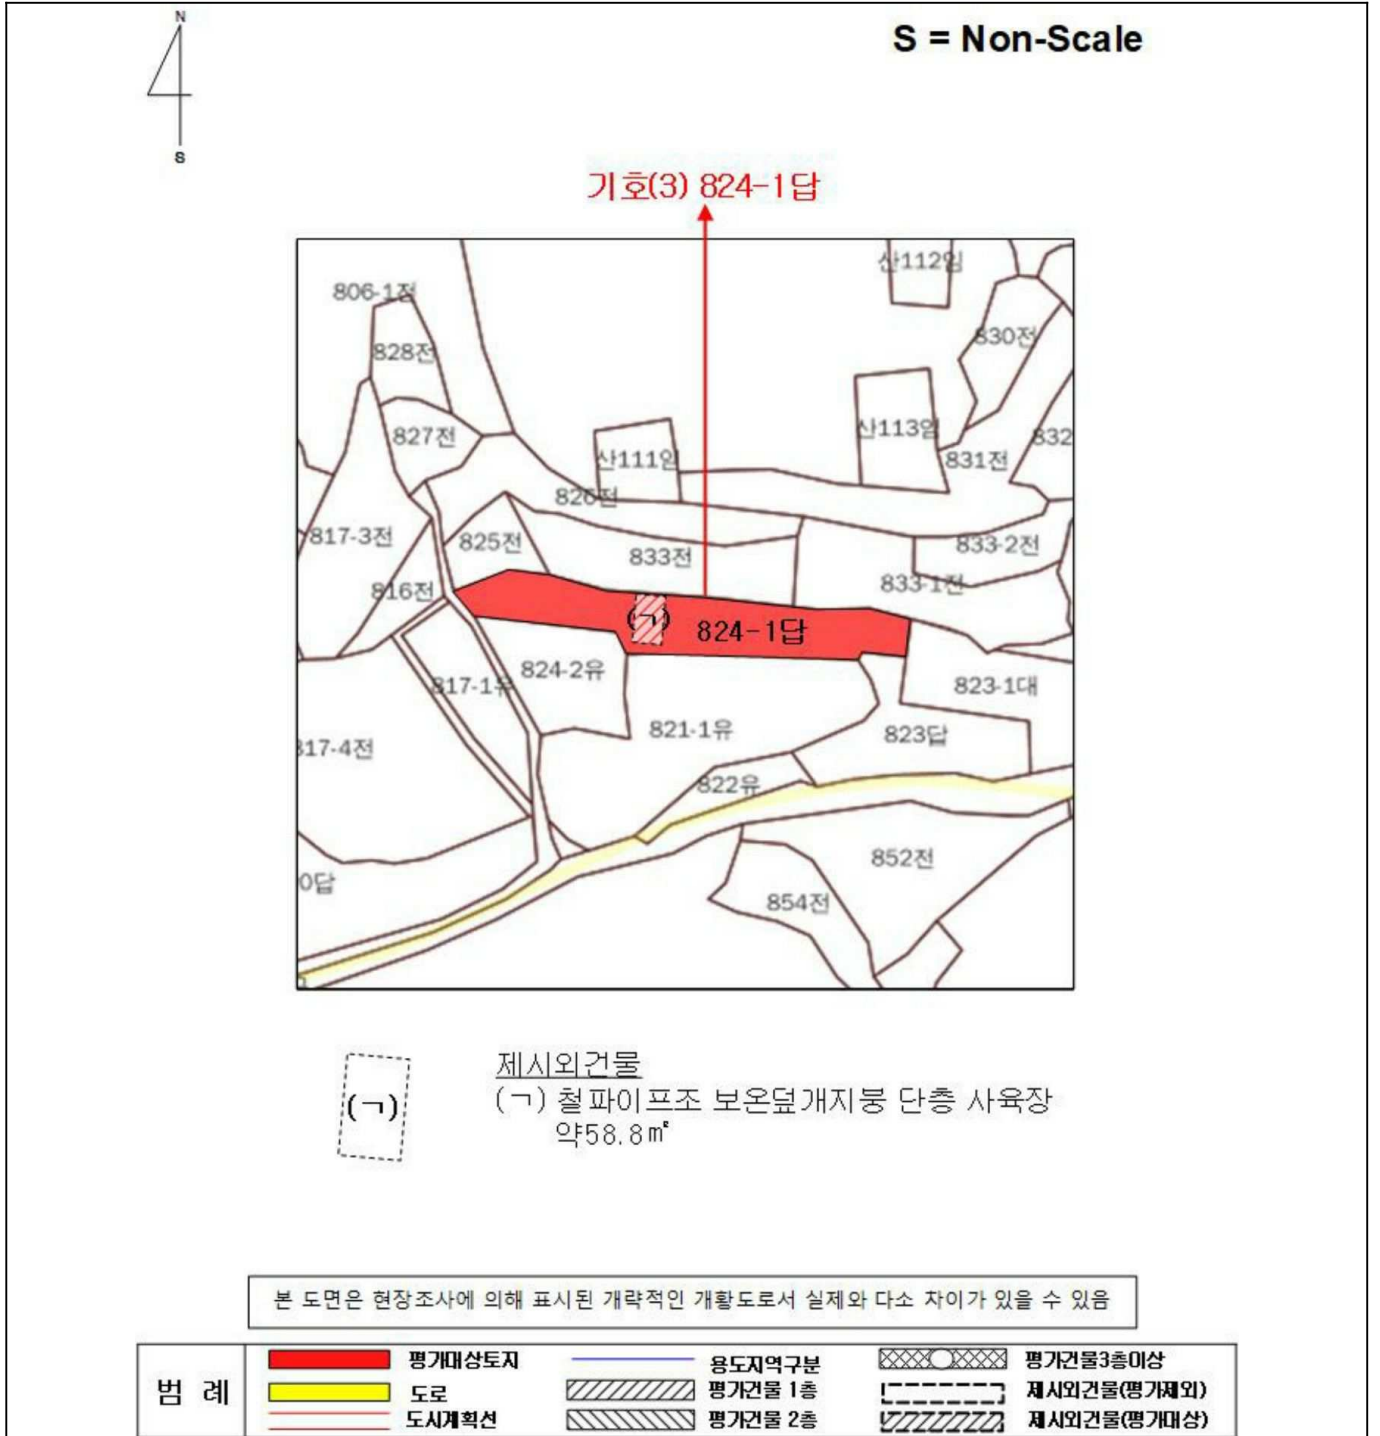 N
S = Non-Scale
S
기호(3) 824-1답
산112임
806-1전
830전
828전
산113임
827전
832
산111임
831전
826전
817-3전
825전
833전
833-2전
833-1전
816전
(ㄱ)
824-1답
824-2유
817-1유
823-1대
821-1유
823답
317-4전
822유
852전
0답
854전
제시외건물
(ㄱ)
(ㄱ) 철파이프조 보온덮개지붕 단층 사육장
약58.8㎡
본 도면은 현장조사에 의해 표시된 개략적인 개황도로서 실제와 다소 차이가 있을 수 있음
범 례
평가대상토지
용도지역구분
평가건물3층이상
도로
평가건물 1층
제시외건물(평가제외)
도시계획선
평가건물 2층
제시외건물(평가대상)